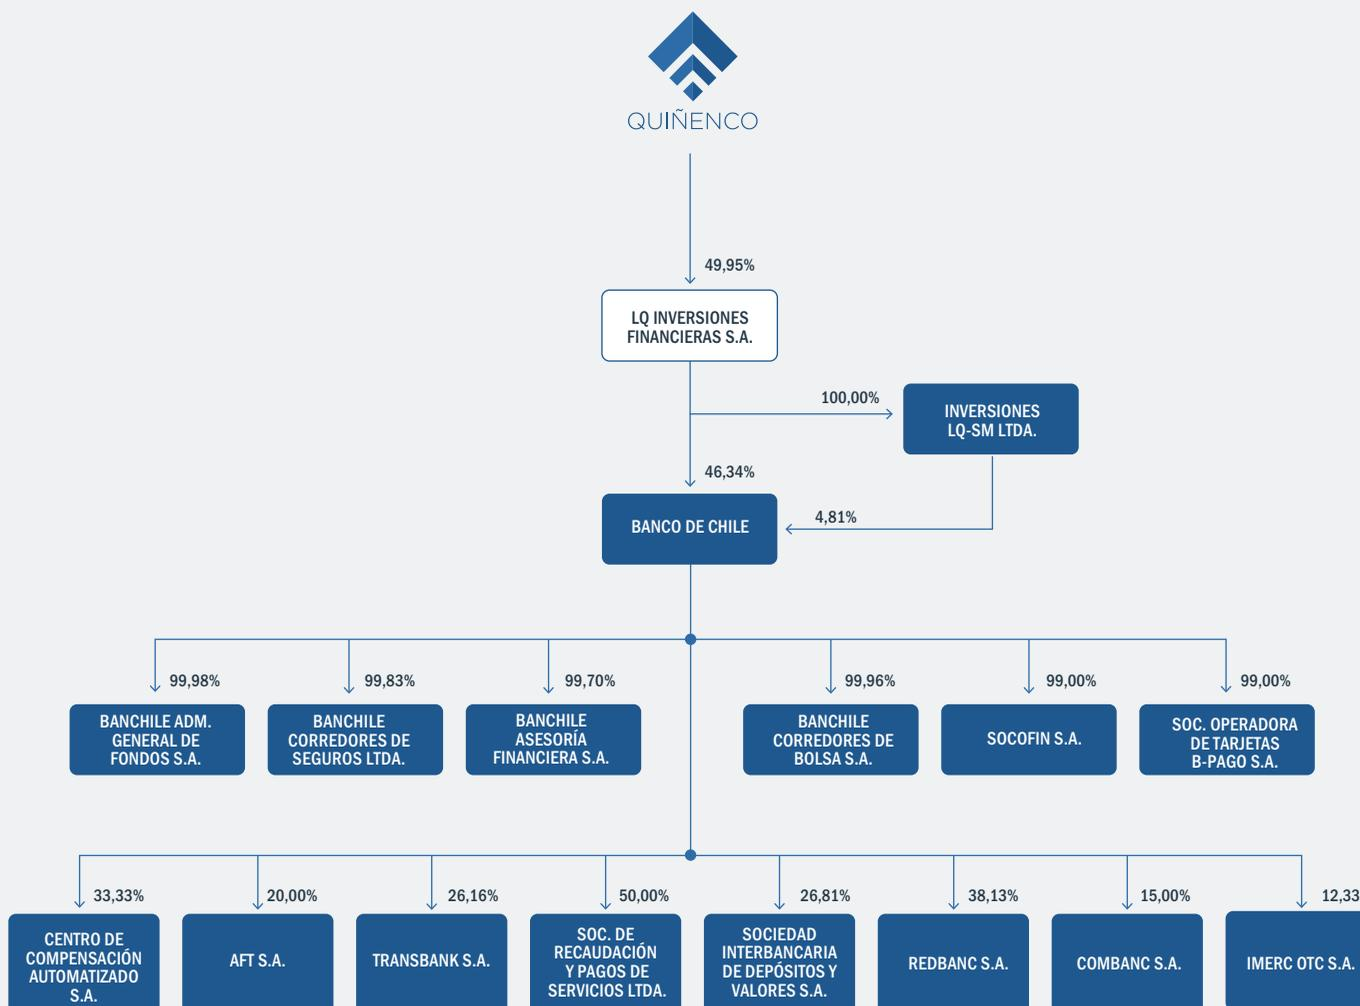 QUIÑENCO
49,95%
LQ INVERSIONES
FINANCIERAS S.A.
100,00%
INVERSIONES
LQ-SM LTDA.
46,34%
BANCO DE CHILE
4,81%
99,98%
99,83%
99,70%
99,96%
99,00%
99,00%
BANCHILE ADM.
GENERAL DE
FONDOS S.A.
BANCHILE
CORREDORES DE
SEGUROS LTDA.
BANCHILE
ASESORÍA
FINANCIERA S.A.
BANCHILE
CORREDORES DE
BOLSA S.A.
SOCOFIN S.A.
SOC. OPERADORA
DE TARJETAS
B-PAGO S.A.
33,33%
20,00%
26,16%
50,00%
26,81%
38,13%
15,00%
12,33
CENTRO DE
COMPENSACIÓN
AUTOMATIZADO
S.A.
AFT S.A.
TRANSBANK S.A.
SOC. DE
RECAUDACIÓN
Y PAGOS DE
SERVICIOS LTDA.
SOCIEDAD
INTERBANCARIA
DE DEPÓSITOS Y
VALORES S.A.
REDBANC S.A.
COMBANC S.A.
IMERC OTC S.A.